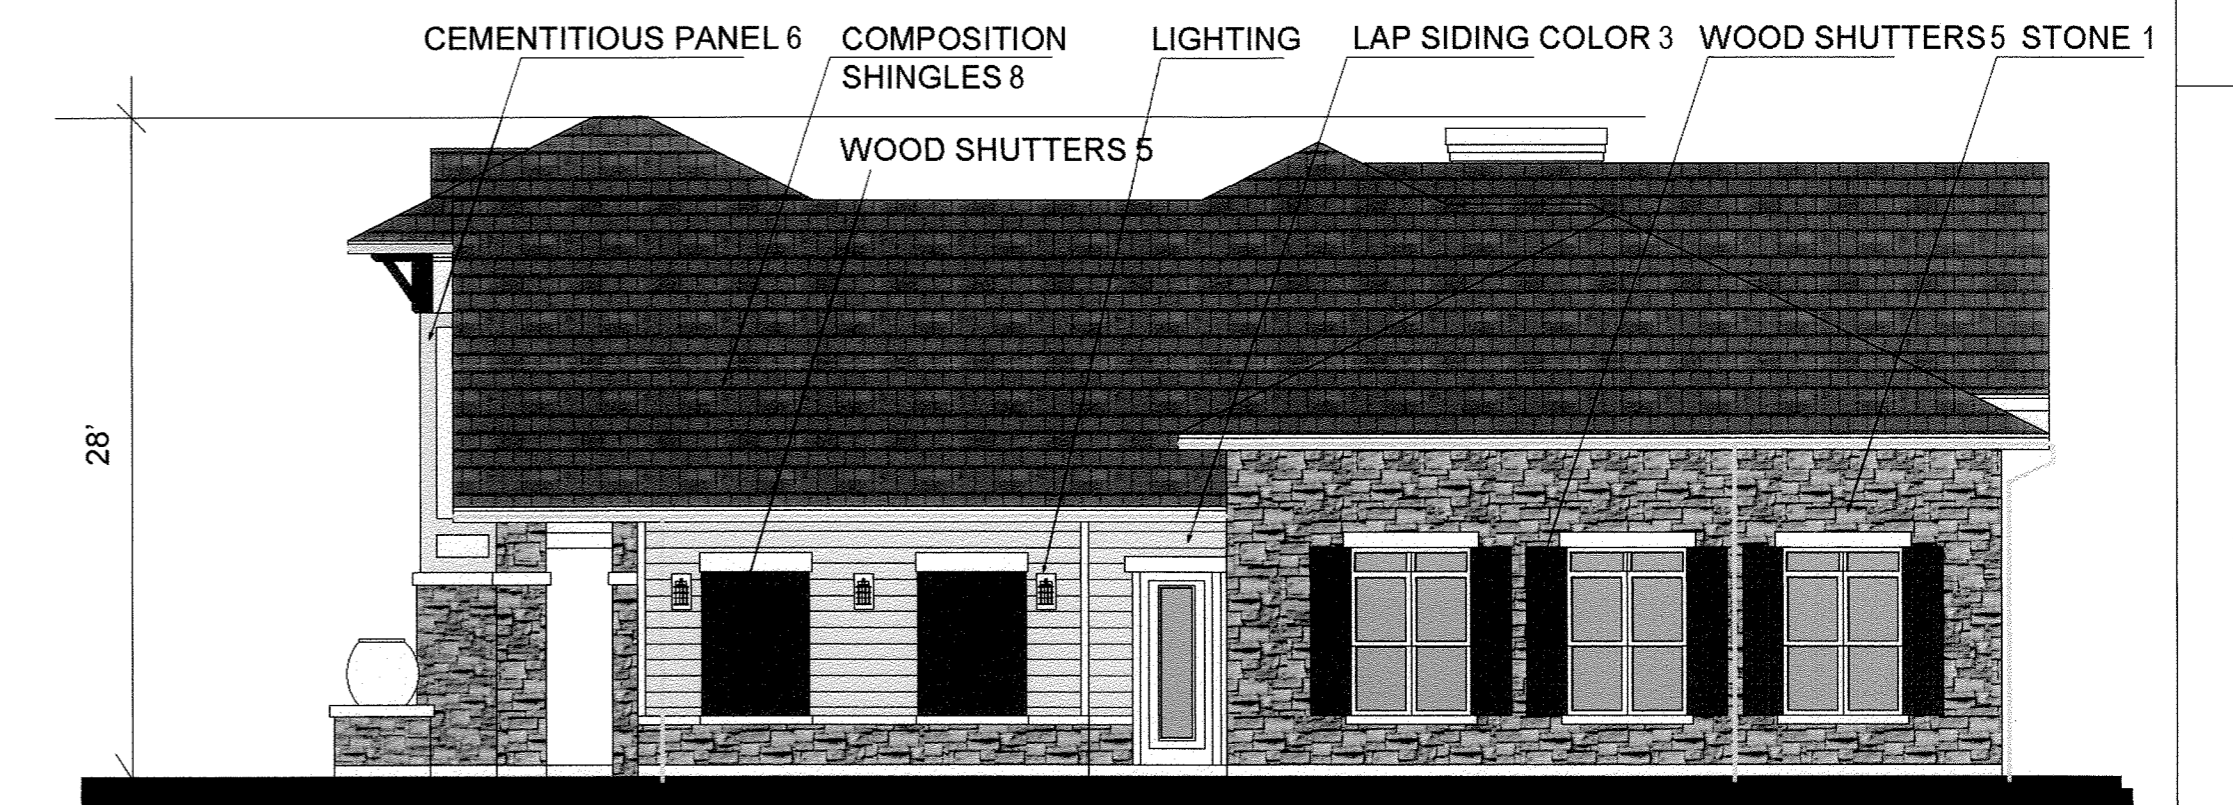 CEMENTITIOUS PANEL 6
COMPOSITION
SHINGLES 8
LIGHTING
LAP SIDING COLOR 3
WOOD SHUTTERS 5
STONE 1
WOOD SHUTTERS 5
28'